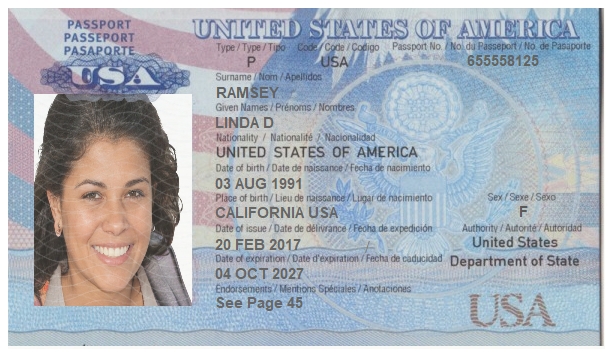 PASSPORT
PASSEPORT
PASAPORTE
USA
UNITED STATES OF AMERICA
Type / Type / Tipo Code / Code / Codigo Passport No. / No. du Passeport / No. de Pasaporte
P USA 655558125
Surname / Nom / Apellidos
RAMSEY
Given Names / Prénoms / Nombres
LINDA D
Nationality / Nationalité / Nacionalidad
UNITED STATES OF AMERICA
Date of birth / Date de naissance / Fecha de nacimiento
03 AUG 1991
Place of birth / Lieu de naissance / Lugar de nacimiento Sex / Sexe / Sexo
CALIFORNIA USA F
Date of issue / Date de délivrance / Fecha de expedición Authority / Autorité / Autoridad
20 FEB 2017 United States
Date of expiration / Date d'expiration / Fecha de caducidad Department of State
04 OCT 2027
Endorsements / Mentions Spéciales / Anotaciones
See Page 45
USA